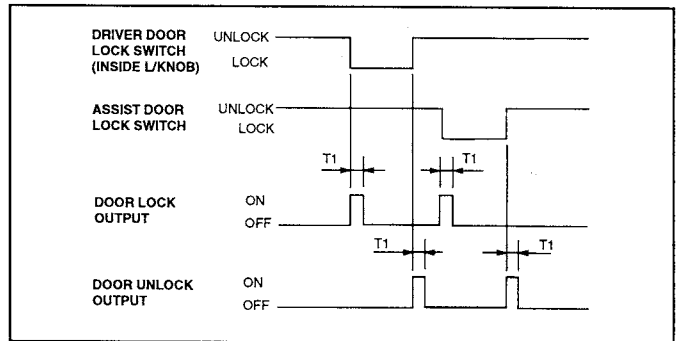 DRIVER DOOR
LOCK SWITCH
(INSIDE L/KNOB)
UNLOCK
LOCK
ASSIST DOOR
LOCK SWITCH
UNLOCK
LOCK
T1
T1
DOOR LOCK
OUTPUT
ON
OFF
T1
T1
DOOR UNLOCK
OUTPUT
ON
OFF